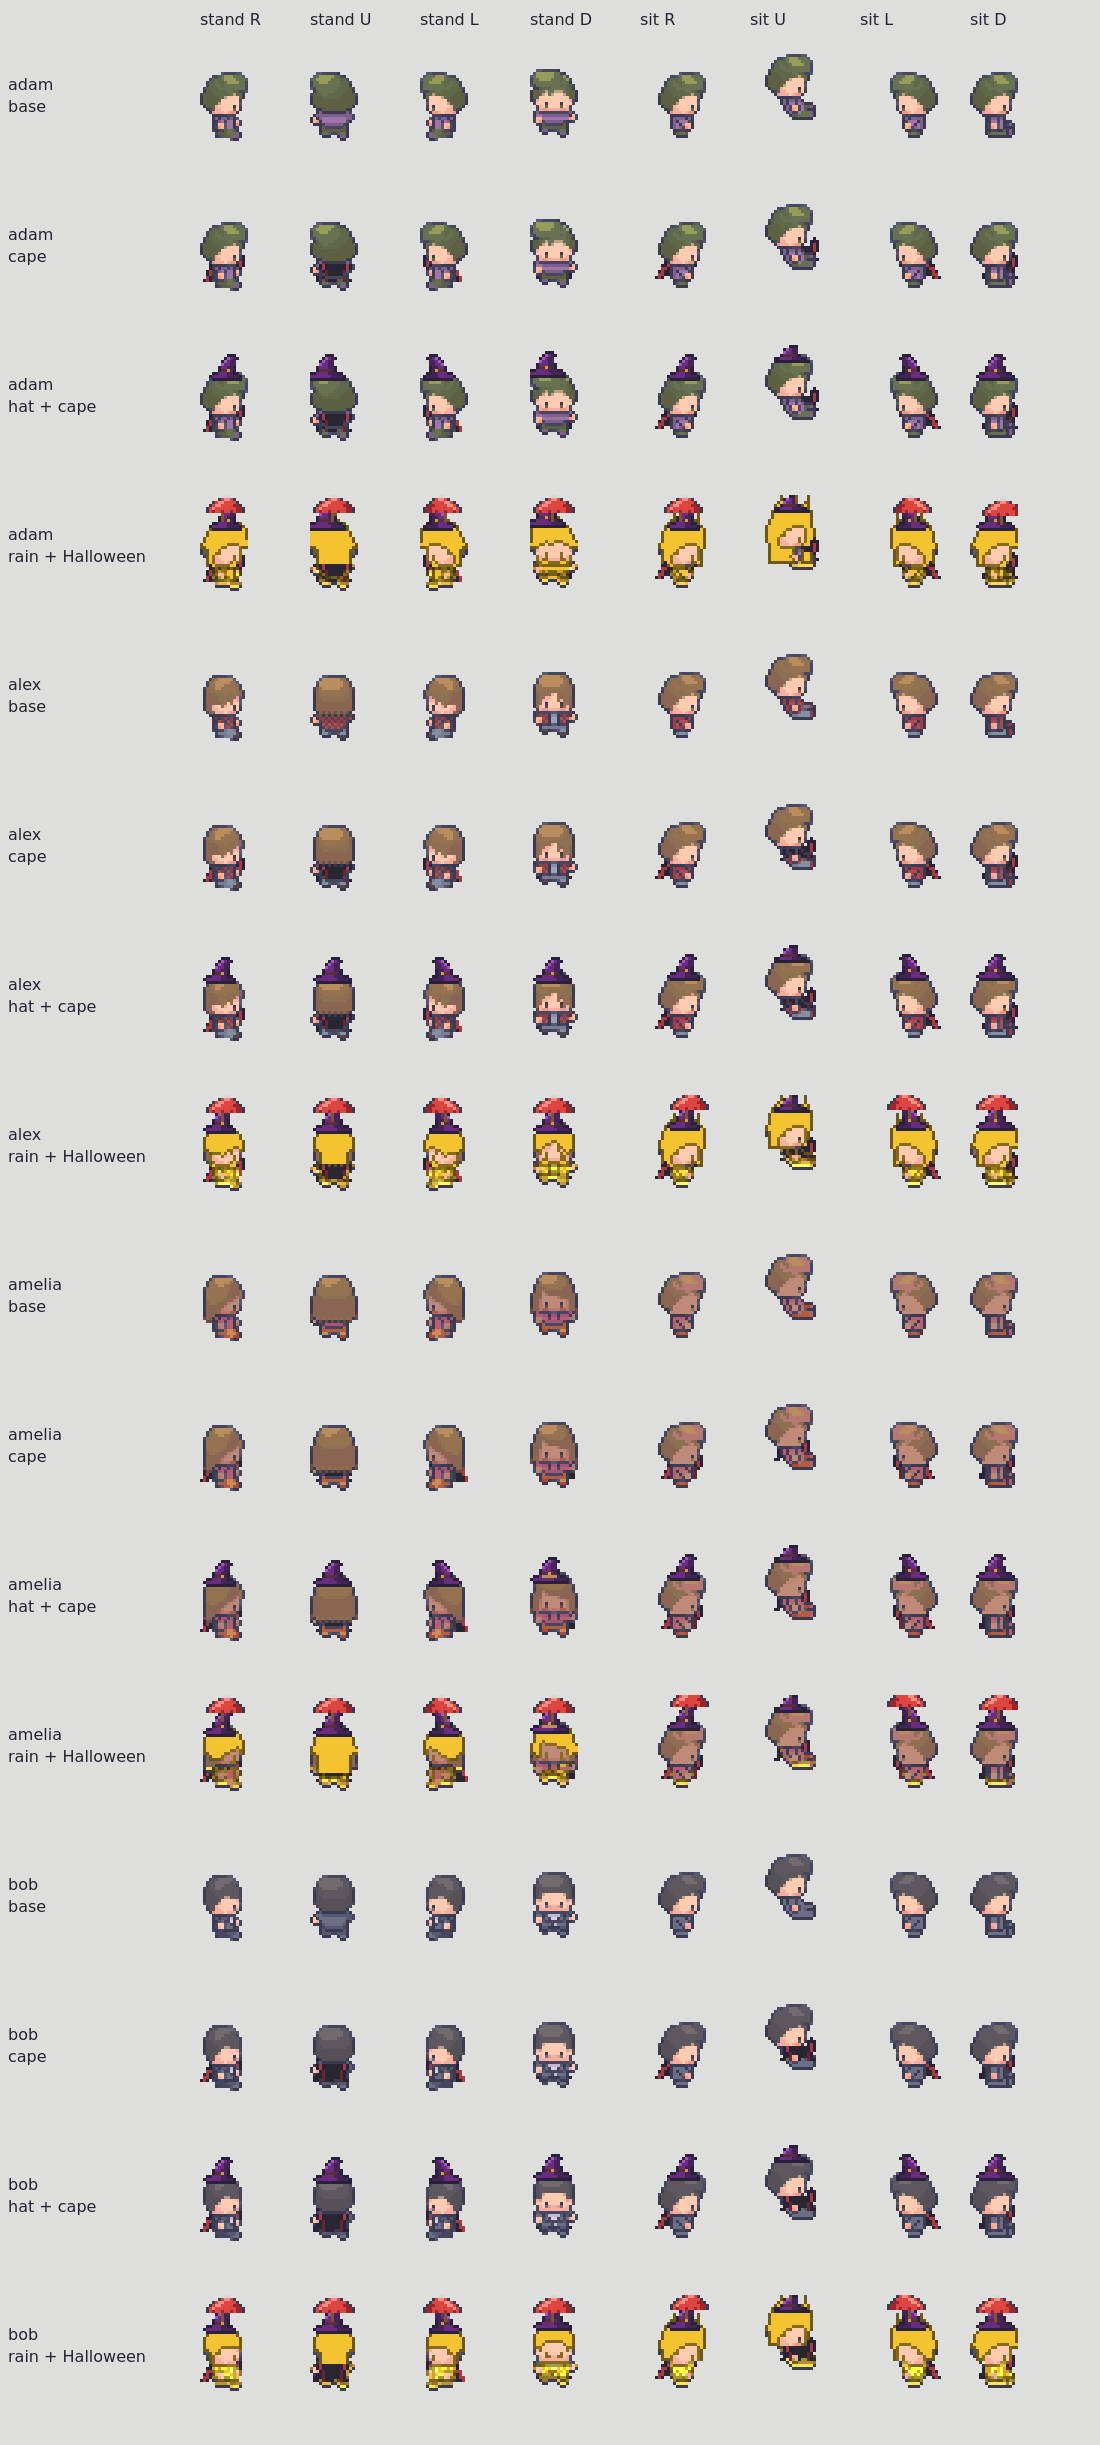 stand R stand U stand L stand D sit R sit U sit L sit D
adam
base
adam
cape
adam
hat + cape
adam
rain + Halloween
alex
base
alex
cape
alex
hat + cape
alex
rain + Halloween
amelia
base
amelia
cape
amelia
hat + cape
amelia
rain + Halloween
bob
base
bob
cape
bob
hat + cape
bob
rain + Halloween